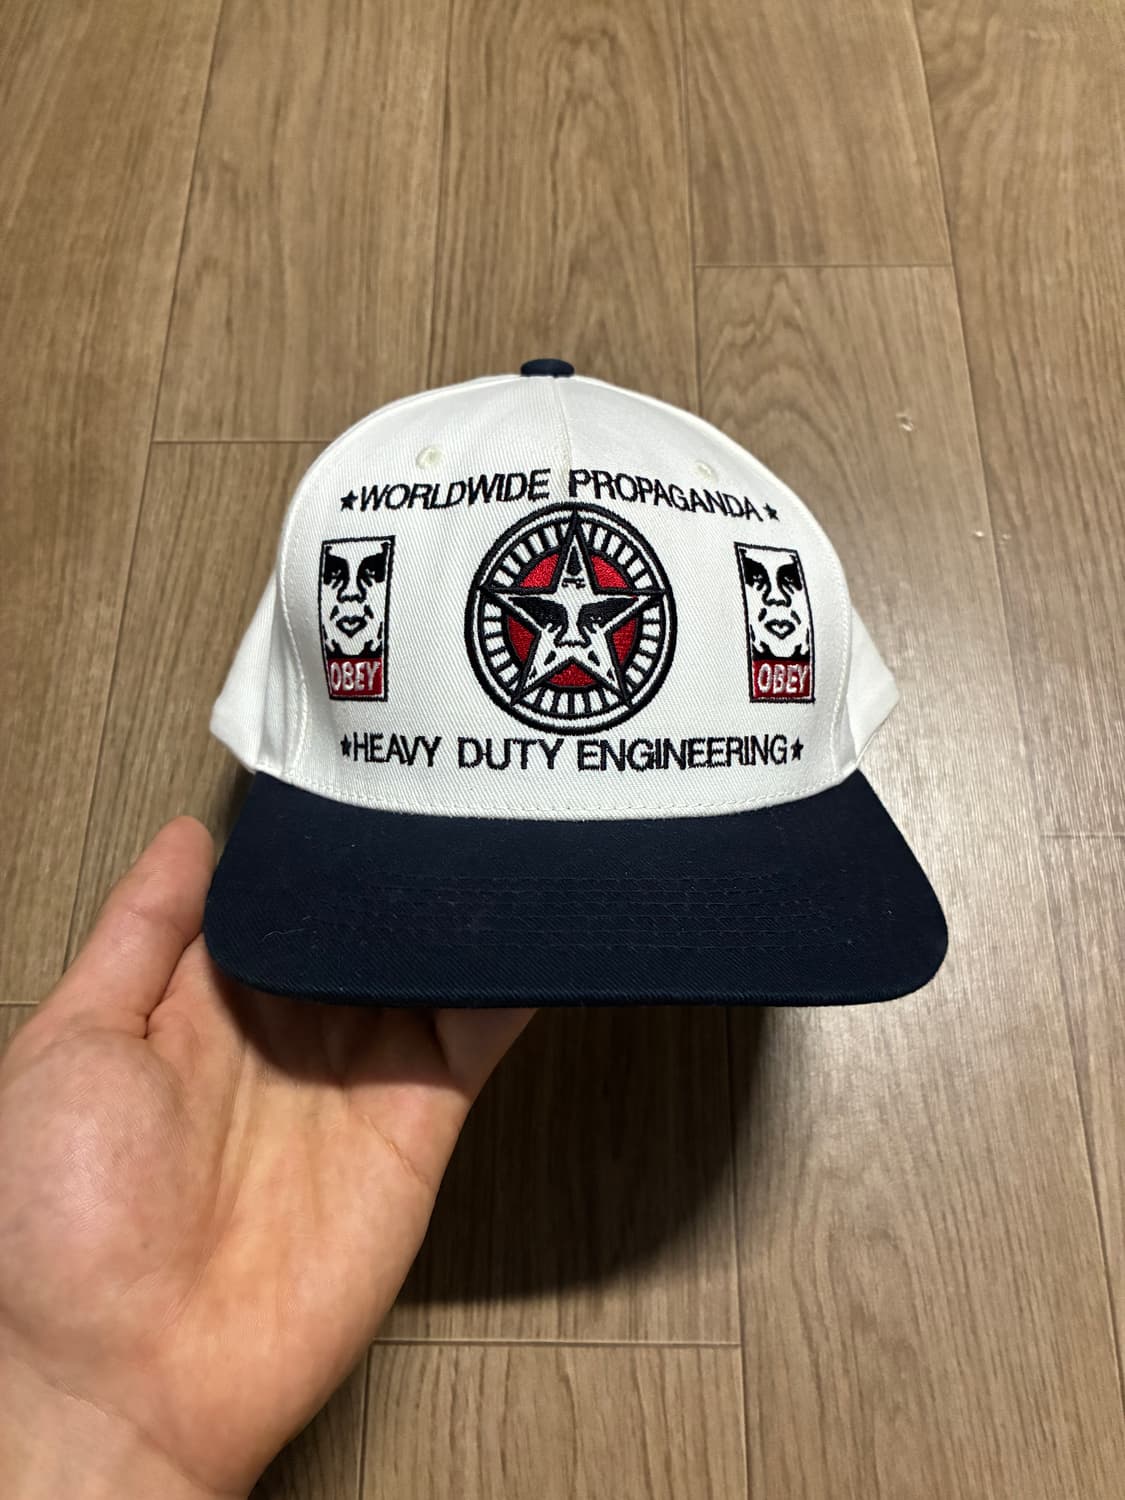 ★WORLDWIDE PROPAGANDA★
OBEY
OBEY
★HEAVY DUTY ENGINEERING★